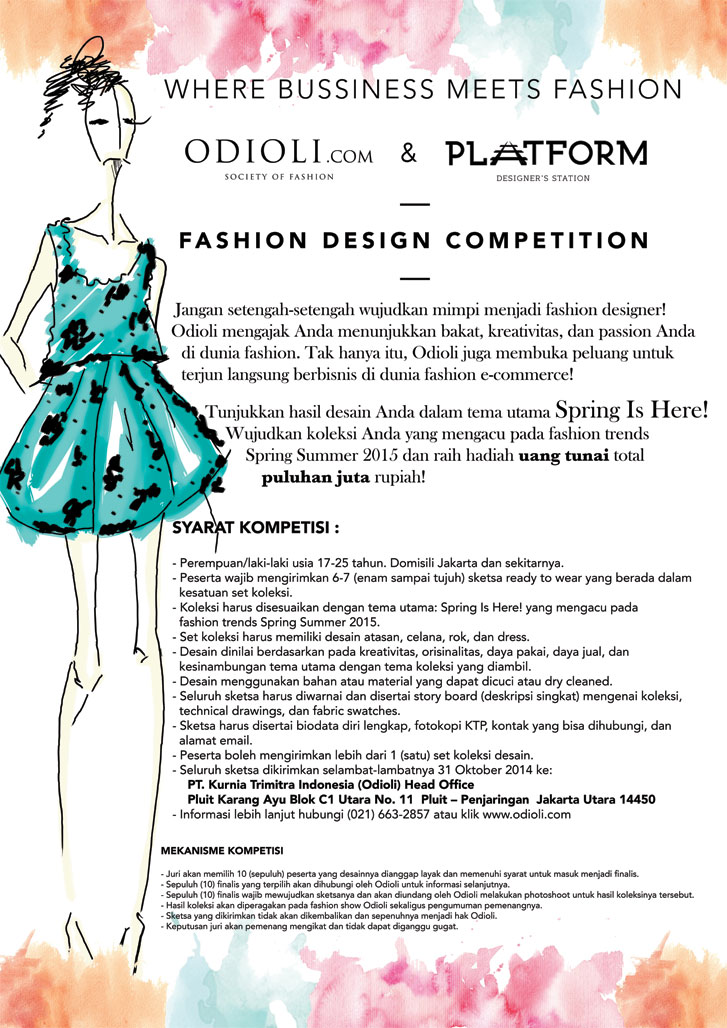 WHERE BUSSINESS MEETS FASHION
ODIOLI.COM & PLATFORM
SOCIETY OF FASHION DESIGNER'S STATION
FASHION DESIGN COMPETITION
Jangan setengah-setengah wujudkan mimpi menjadi fashion designer!
Odioli mengajak Anda menunjukkan bakat, kreativitas, dan passion Anda
di dunia fashion. Tak hanya itu, Odioli juga membuka peluang untuk
terjun langsung berbisnis di dunia fashion e-commerce!
Tunjukkan hasil desain Anda dalam tema utama Spring Is Here!
Wujudkan koleksi Anda yang mengacu pada fashion trends
Spring Summer 2015 dan raih hadiah uang tunai total
puluhan juta rupiah!
SYARAT KOMPETISI :
- Perempuan/laki-laki usia 17-25 tahun. Domisili Jakarta dan sekitarnya.
- Peserta wajib mengirimkan 6-7 (enam sampai tujuh) sketsa ready to wear yang berada dalam
kesatuan set koleksi.
- Koleksi harus disesuaikan dengan tema utama: Spring Is Here! yang mengacu pada
fashion trends Spring Summer 2015.
- Set koleksi harus memiliki desain atasan, celana, rok, dan dress.
- Desain dinilai berdasarkan pada kreativitas, orisinalitas, daya pakai, daya jual, dan
kesinambungan tema utama dengan tema koleksi yang diambil.
- Desain menggunakan bahan atau material yang dapat dicuci atau dry cleaned.
- Seluruh sketsa harus diwarnai dan disertai story board (deskripsi singkat) mengenai koleksi,
technical drawings, dan fabric swatches.
- Sketsa harus disertai biodata diri lengkap, fotokopi KTP, kontak yang bisa dihubungi, dan
alamat email.
- Peserta boleh mengirimkan lebih dari 1 (satu) set koleksi desain.
- Seluruh sketsa dikirimkan selambat-lambatnya 31 Oktober 2014 ke:
PT. Kurnia Trimitra Indonesia (Odioli) Head Office
Pluit Karang Ayu Blok C1 Utara No. 11 Pluit – Penjaringan Jakarta Utara 14450
- Informasi lebih lanjut hubungi (021) 663-2857 atau klik www.odioli.com
MEKANISME KOMPETISI
- Juri akan memilih 10 (sepuluh) peserta yang desainnya dianggap layak dan memenuhi syarat untuk masuk menjadi finalis.
- Sepuluh (10) finalis yang terpilih akan dihubungi oleh Odioli untuk informasi selanjutnya.
- Sepuluh (10) finalis wajib mewujudkan sketsanya dan akan diundang oleh Odioli melakukan photoshoot untuk hasil koleksinya tersebut.
- Hasil koleksi akan diperagakan pada fashion show Odioli sekaligus pengumuman pemenangnya.
- Sketsa yang dikirimkan tidak akan dikembalikan dan sepenuhnya menjadi hak Odioli.
- Keputusan juri akan pemenang mengikat dan tidak dapat diganggu gugat.